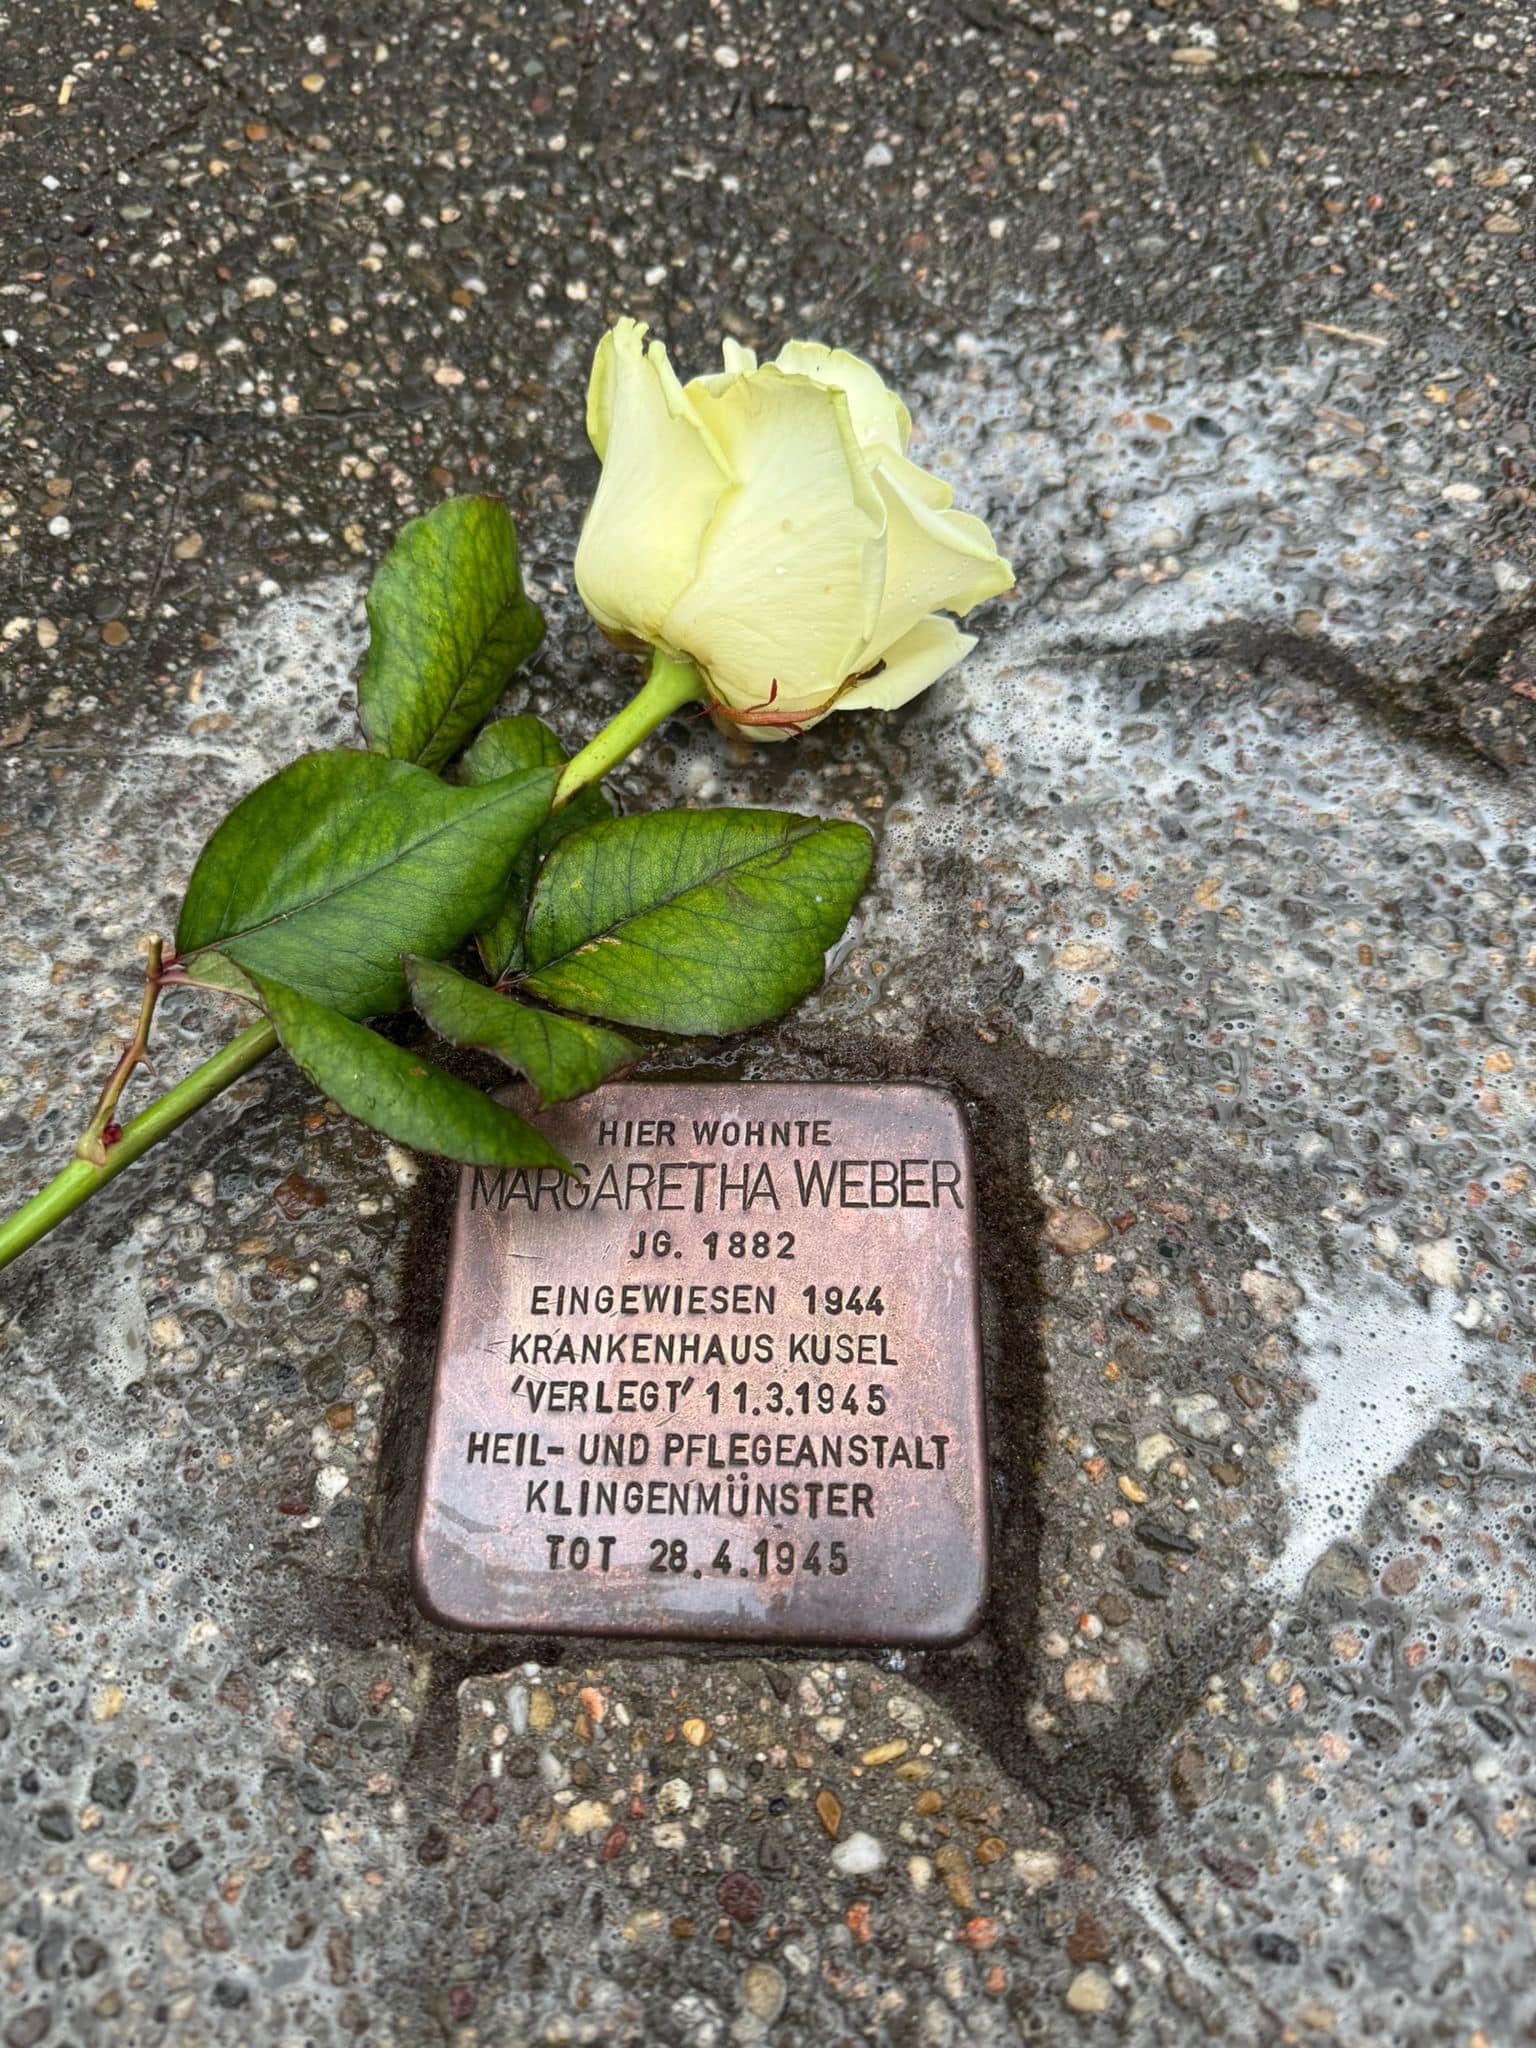 HIER WOHNTE
MARGARETHA WEBER
JG. 1882
EINGEWIESEN 1944
KRANKENHAUS KUSEL
'VERLEGT' 11.3.1945
HEIL- UND PFLEGEANSTALT
KLINGENMÜNSTER
TOT 28.4.1945